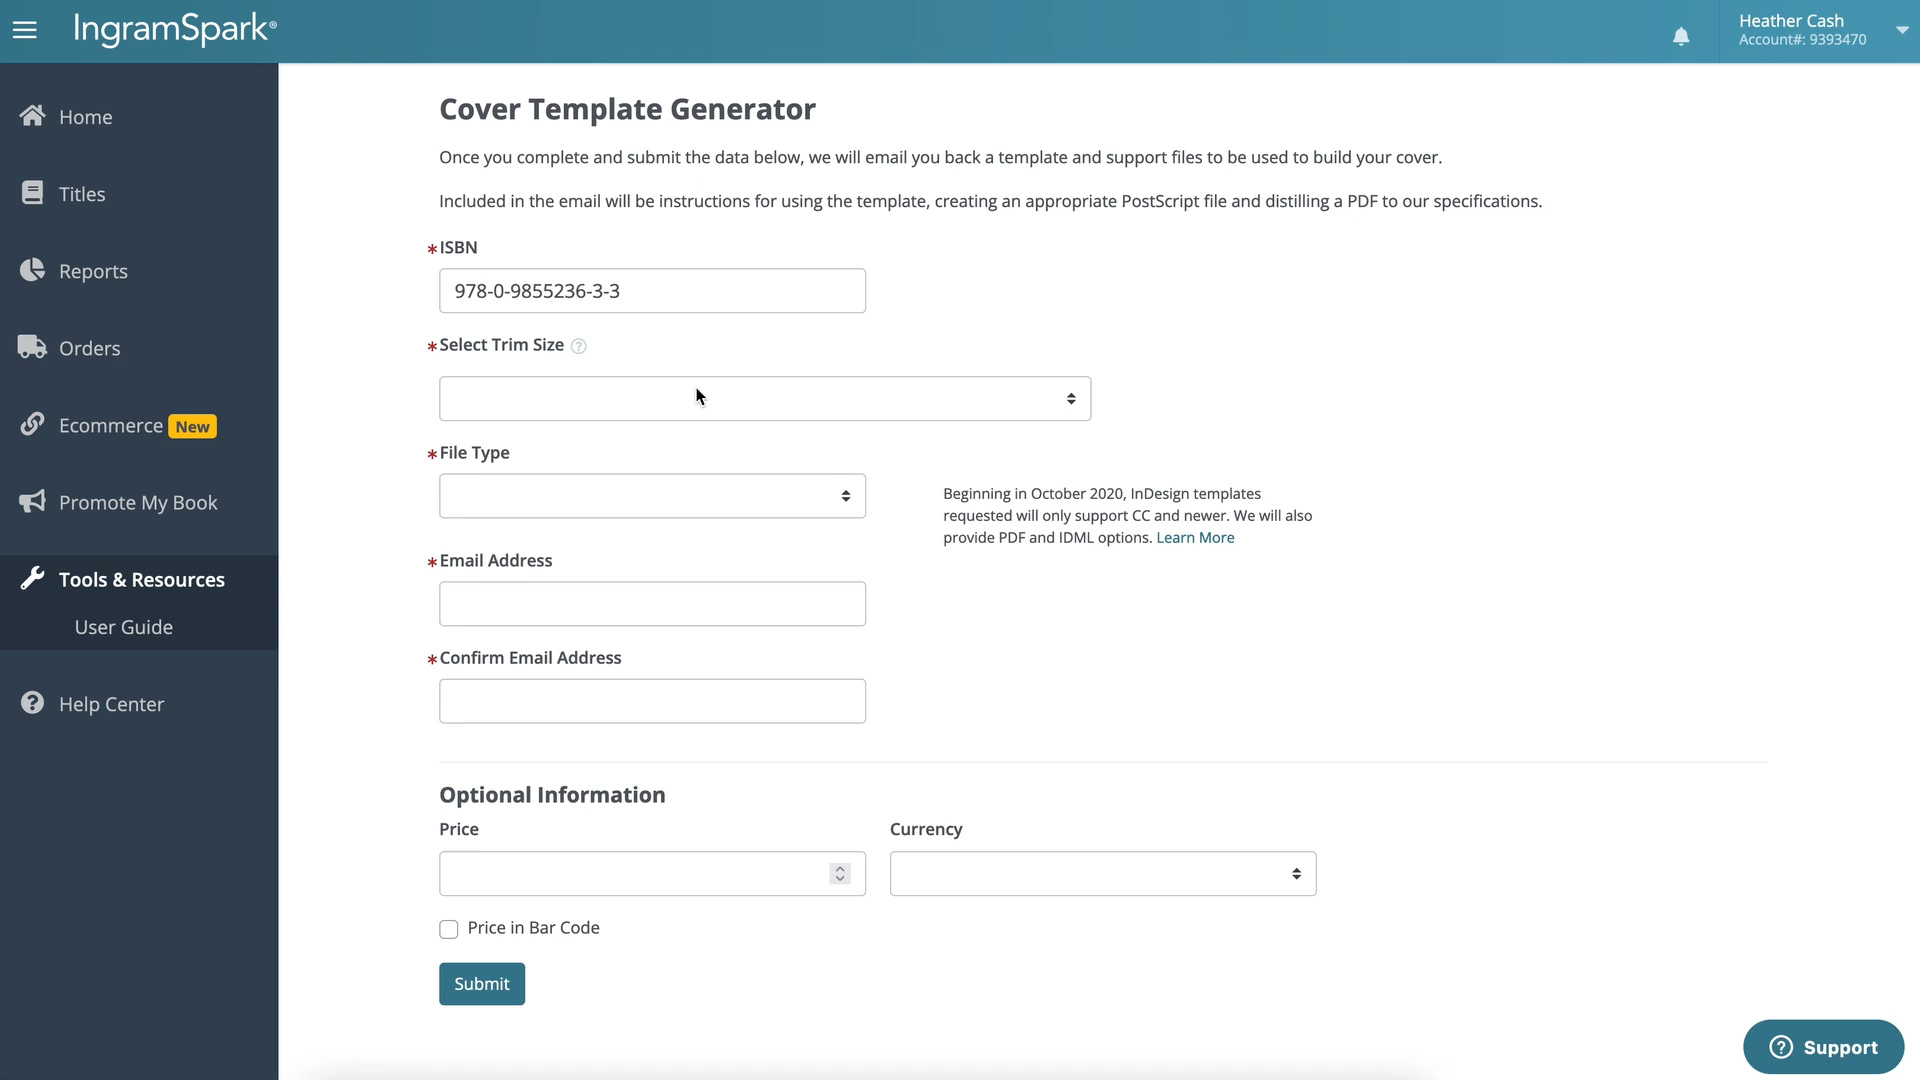 IngramSpark®
Heather Cash
Account#: 9393470
Home
Titles
Reports
Orders
Ecommerce New
Promote My Book
Tools & Resources
User Guide
Help Center
Cover Template Generator
Once you complete and submit the data below, we will email you back a template and support files to be used to build your cover.
Included in the email will be instructions for using the template, creating an appropriate PostScript file and distilling a PDF to our specifications.
*ISBN
978-0-9855236-3-3
*Select Trim Size ?
*File Type
Beginning in October 2020, InDesign templates
requested will only support CC and newer. We will also
provide PDF and IDML options. Learn More
*Email Address
*Confirm Email Address
Optional Information
Price
Currency
Price in Bar Code
Submit
? Support